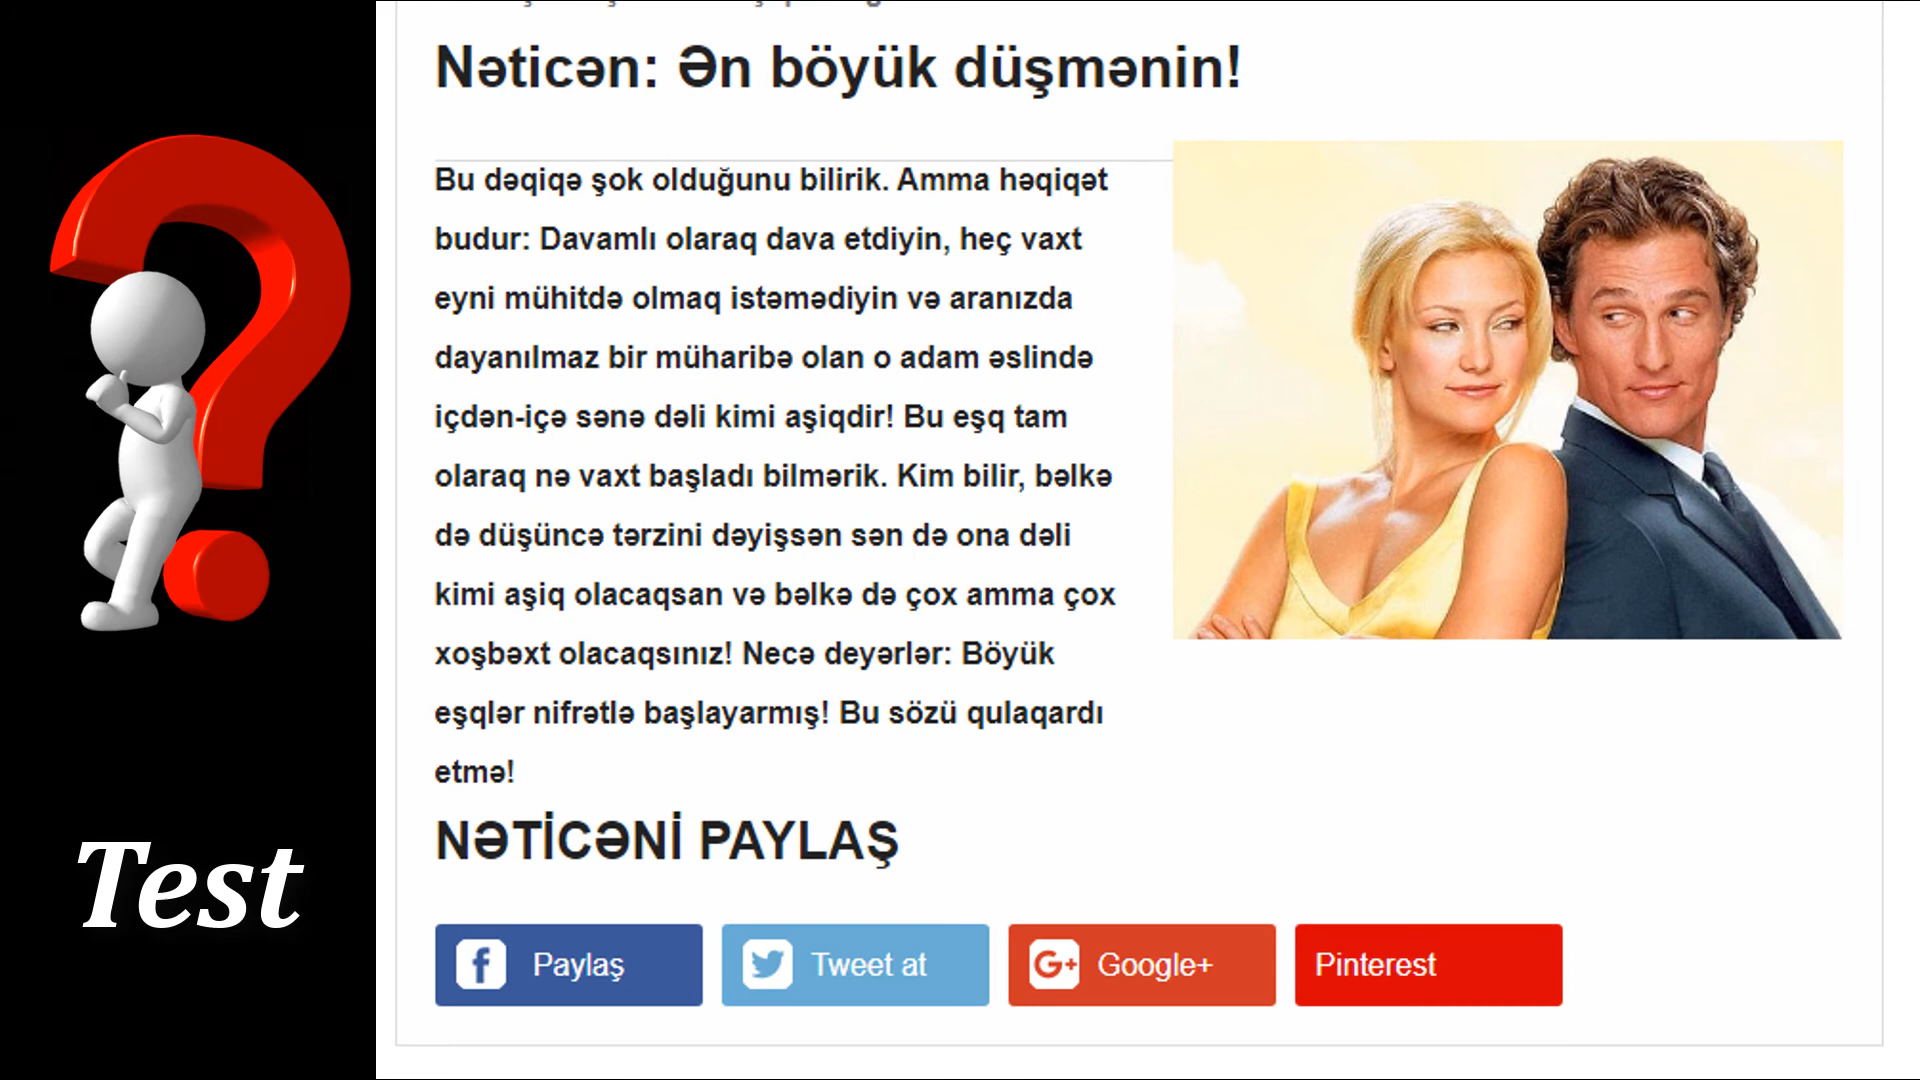 Nəticən: Ən böyük düşmənin!
Bu dəqiqə şok olduğunu bilirik. Amma həqiqət
budur: Davamlı olaraq dava etdiyin, heç vaxt
eyni mühitdə olmaq istəmədiyin və aranızda
dayanılmaz bir müharibə olan o adam əslində
içdən-içə sənə dəli kimi aşiqdir! Bu eşq tam
olaraq nə vaxt başladı bilmərik. Kim bilir, bəlkə
də düşüncə tərzini dəyişsən sən də ona dəli
kimi aşiq olacaqsan və bəlkə də çox amma çox
xoşbəxt olacaqsınız! Necə deyərlər: Böyük
eşqlər nifrətlə başlayarmış! Bu sözü qulaqardı
etmə!
NƏTİCƏNİ PAYLAŞ
Paylaş
Tweet at
G+ Google+
Pinterest
Test